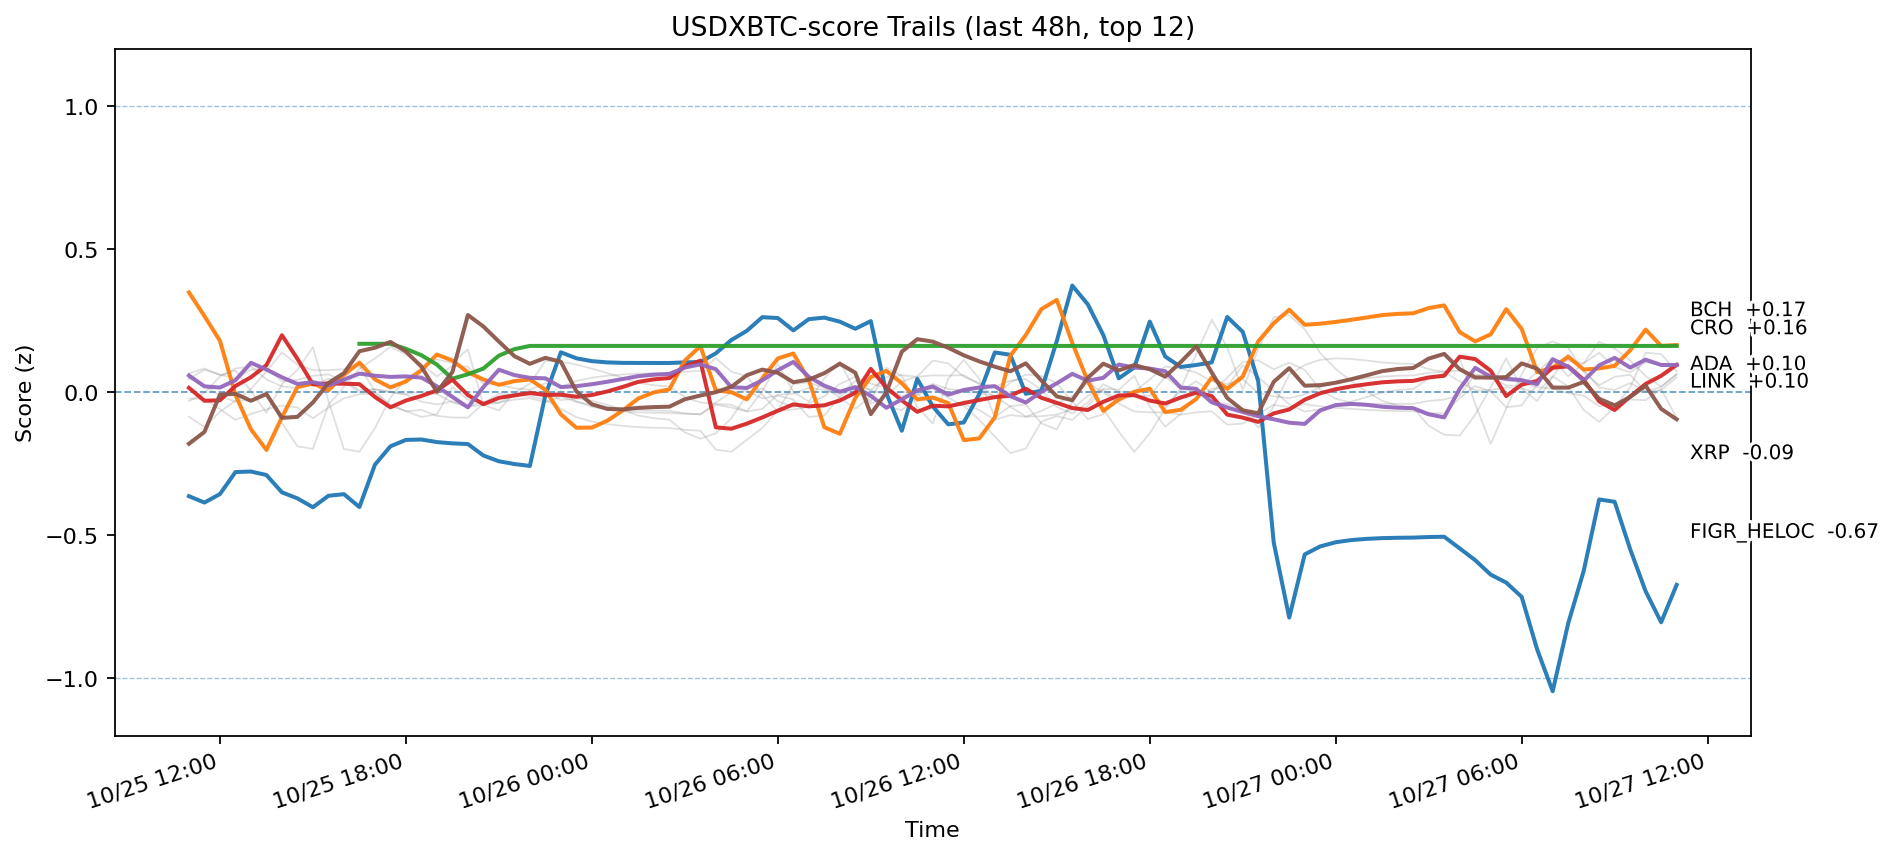 USDXBTC-score Trails (last 48h, top 12)
Score (z)
1.0
0.5
0.0
−0.5
−1.0
BCH +0.17
CRO +0.16
ADA +0.10
LINK +0.10
XRP -0.09
FIGR_HELOC -0.67
10/25 12:00
10/25 18:00
10/26 00:00
10/26 06:00
10/26 12:00
10/26 18:00
10/27 00:00
10/27 06:00
10/27 12:00
Time